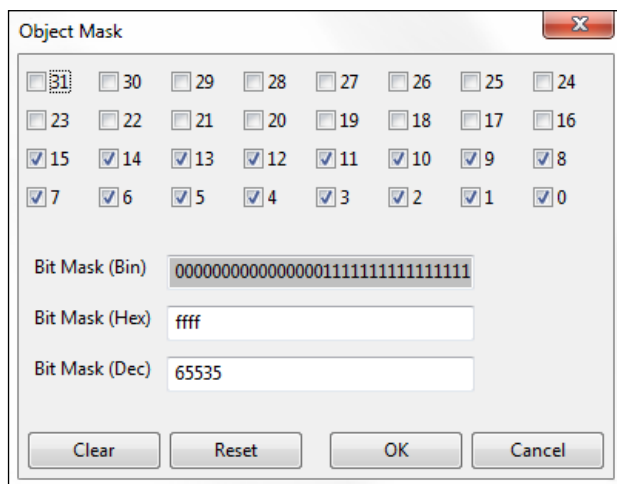 Object Mask
31 30 29 28 27 26 25 24
23 22 21 20 19 18 17 16
15 14 13 12 11 10 9 8
7 6 5 4 3 2 1 0
Bit Mask (Bin) 00000000000000001111111111111111
Bit Mask (Hex) ffff
Bit Mask (Dec) 65535
Clear Reset OK Cancel